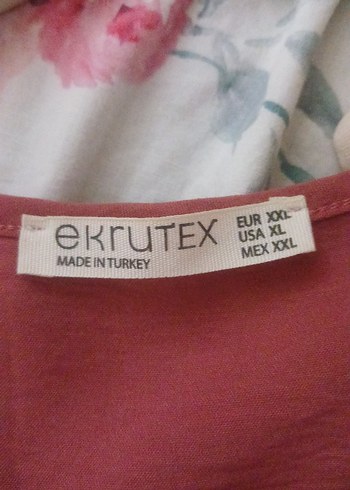 ekruTEX
MADE IN TURKEY
EUR XXL
USA XL
MEX XXL